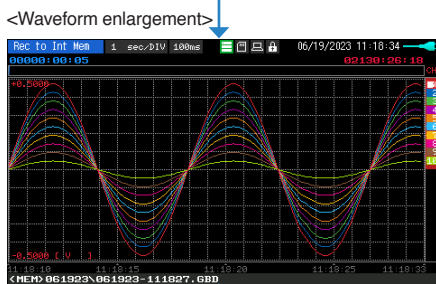 <Waveform enlargement>
Rec to Int Mem 1 sec/DIV 100ms 06/19/2023 11:18:34
00000:00:05 02130:26:18
CH
+0.5000
10
-0.5000 [ V ]
11:18:10 11:18:15 11:18:20 11:18:25 11:18:33
<MEM>061923\061923-111827.GBD